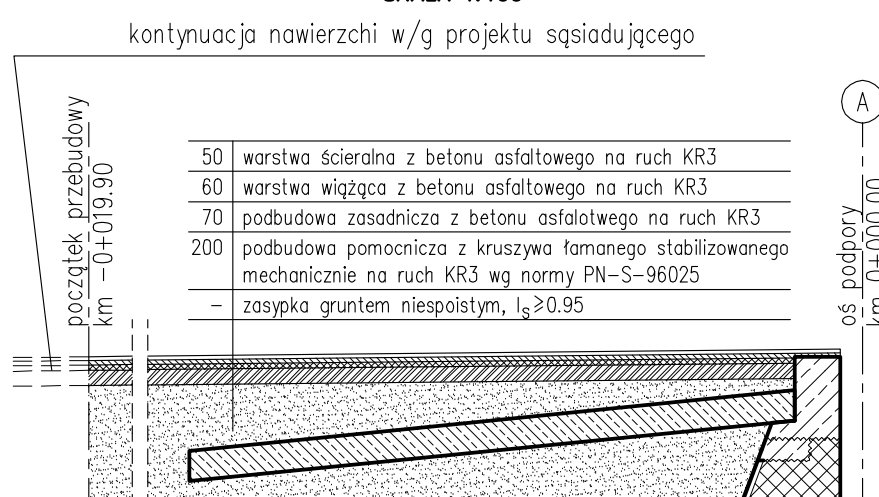 kontynuacja nawierzchi w/g projektu sąsiadującego
A
początek przebudowy
km -0+019.90
50 warstwa ścieralna z betonu asfaltowego na ruch KR3
60 warstwa wiążąca z betonu asfaltowego na ruch KR3
70 podbudowa zasadnicza z betonu asfalotwego na ruch KR3
200 podbudowa pomocnicza z kruszywa łamanego stabilizowanego
mechanicznie na ruch KR3 wg normy PN-S-96025
- zasypka gruntem niespoistym, Is≥0.95
oś podpory
km 0+000.00